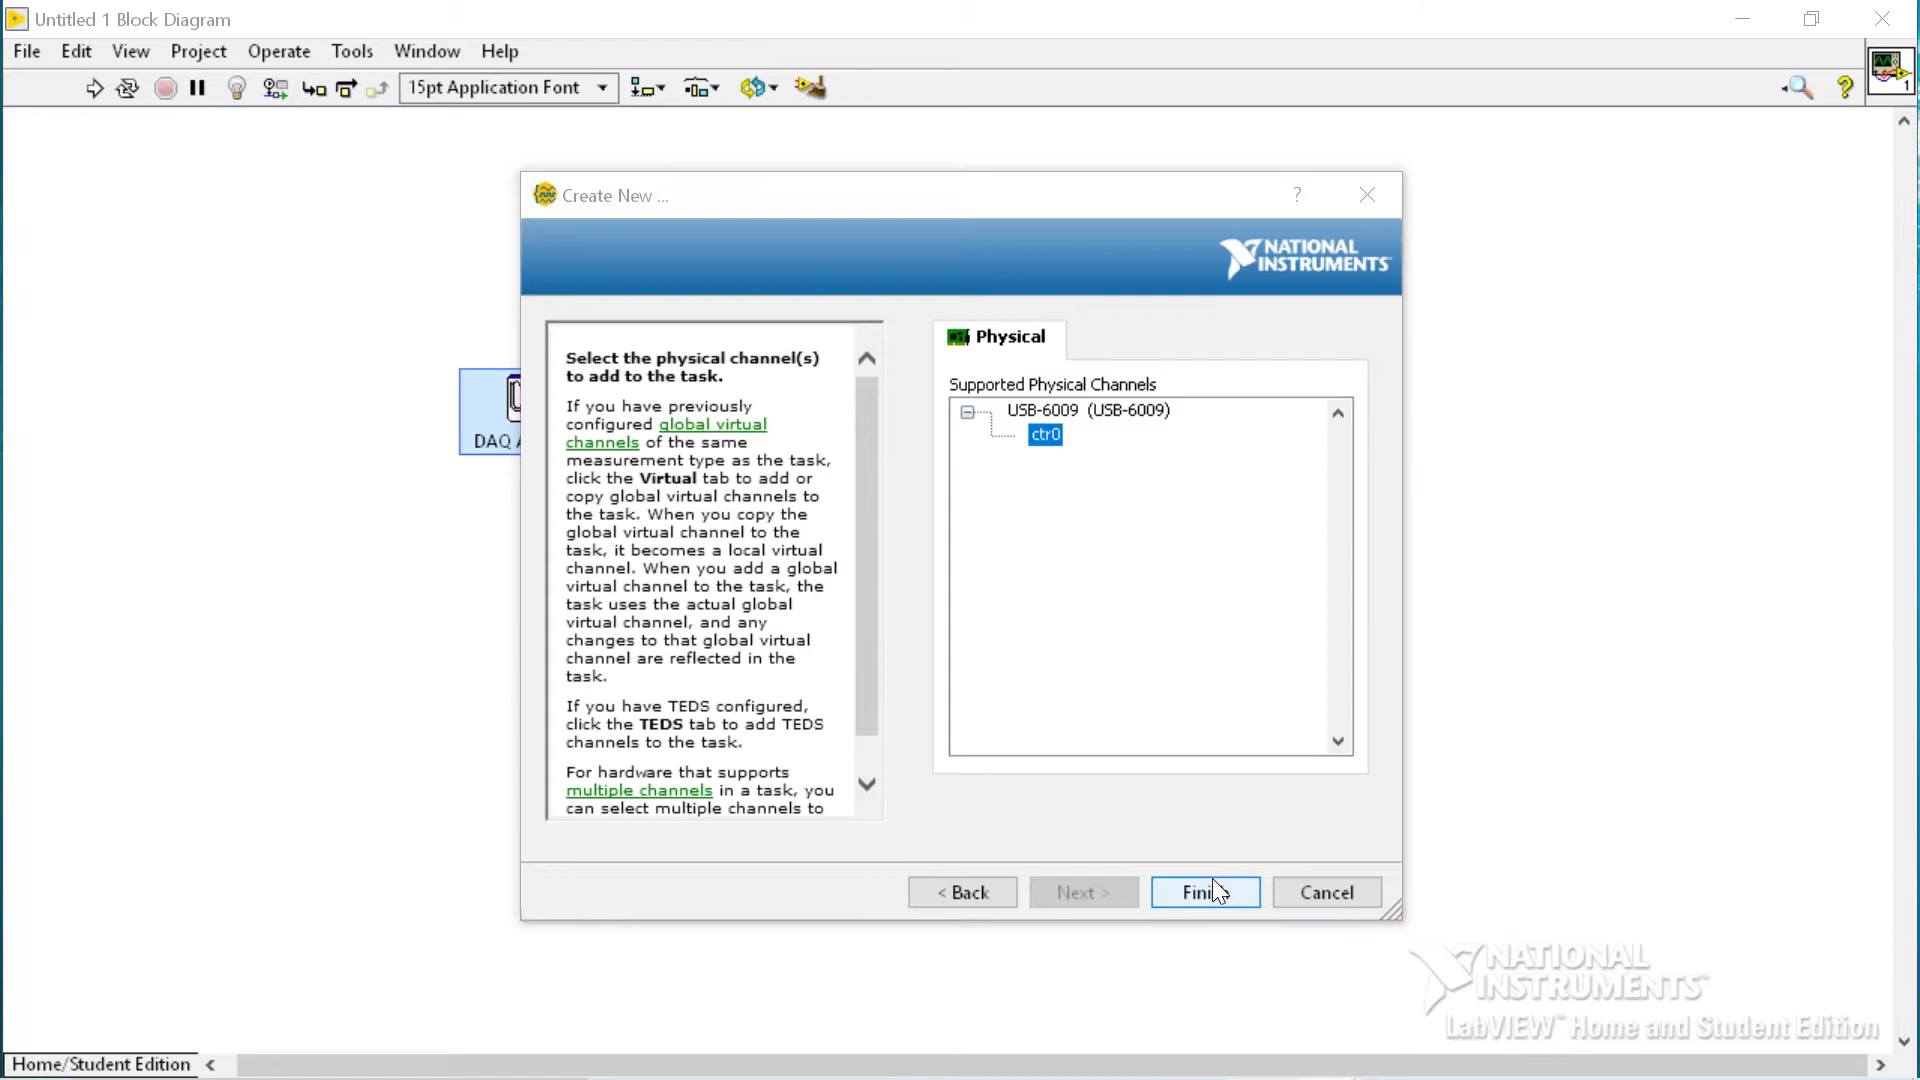 Untitled 1 Block Diagram
File Edit View Project Operate Tools Window Help
15pt Application Font
1
Create New ...
?
NATIONAL INSTRUMENTS
Select the physical channel(s)
to add to the task.
If you have previously
configured global virtual
channels of the same
measurement type as the task,
click the Virtual tab to add or
copy global virtual channels to
the task. When you copy the
global virtual channel to the
task, it becomes a local virtual
channel. When you add a global
virtual channel to the task, the
task uses the actual global
virtual channel, and any
changes to that global virtual
channel are reflected in the
task.
If you have TEDS configured,
click the TEDS tab to add TEDS
channels to the task.
For hardware that supports
multiple channels in a task, you
can select multiple channels to
Physical
Supported Physical Channels
USB-6009 (USB-6009)
ctr0
DAQ
< Back Next > Cancel
NATIONAL
INSTRUMENTS
LabVIEW™ Home and Student Edition
Home/Student Edition